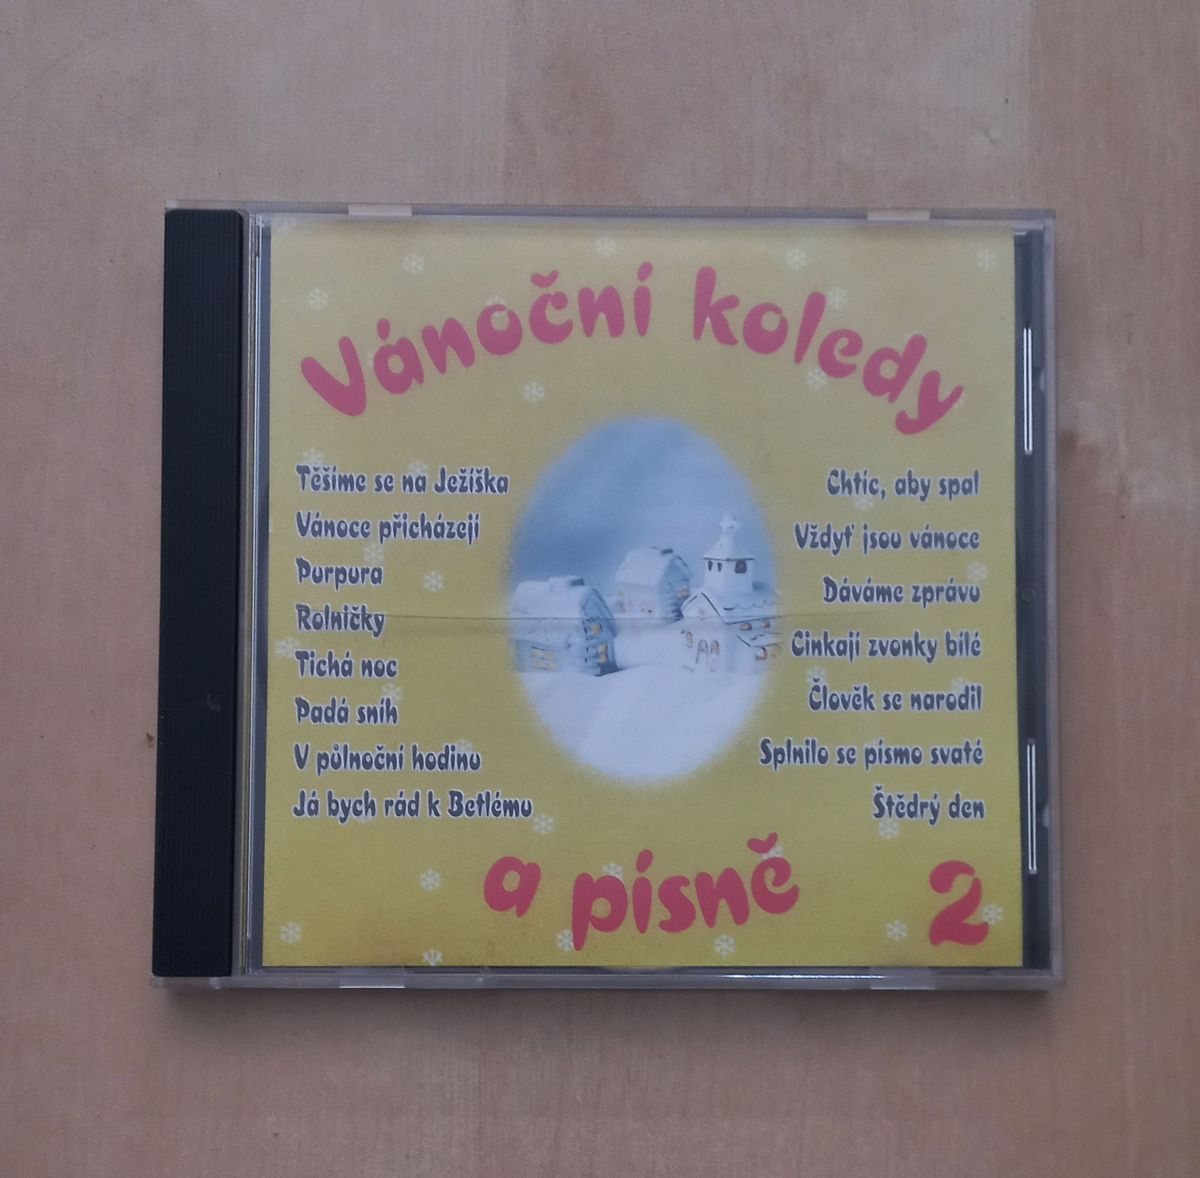 Vánoční koledy
Těšíme se na Ježíška
Vánoce přicházejí
Purpura
Rolničky
Tichá noc
Padá sníh
V půlnoční hodinu
Já bych rád k Betlému
Chtíc, aby spal
Vždyť jsou vánoce
Dáváme zprávu
Cinkají zvonky bílé
Člověk se narodil
Splnilo se písmo svaté
Štědrý den
a písně
2